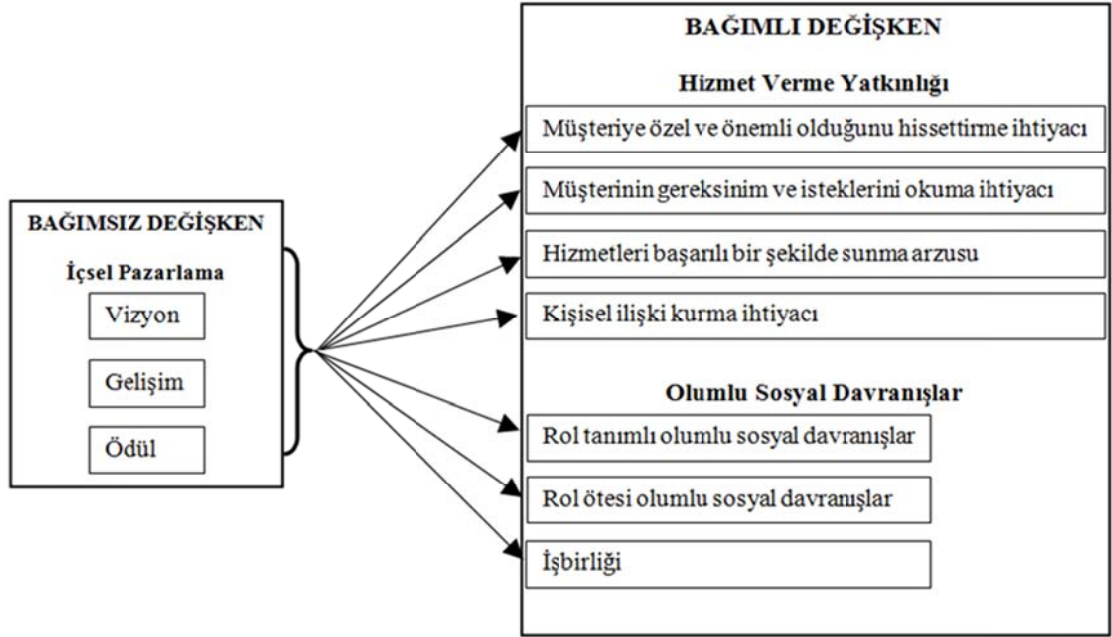 BAĞIMSIZ DEĞİŞKEN
İçsel Pazarlama
Vizyon
Gelişim
Ödül
BAĞIMLI DEĞİŞKEN
Hizmet Verme Yatkınlığı
Müşteriye özel ve önemli olduğunu hissettirme ihtiyacı
Müşterinin gereksinim ve isteklerini okuma ihtiyacı
Hizmetleri başarılı bir şekilde sunma arzusu
Kişisel ilişki kurma ihtiyacı
Olumlu Sosyal Davranışlar
Rol tanımlı olumlu sosyal davranışlar
Rol ötesi olumlu sosyal davranışlar
İşbirliği